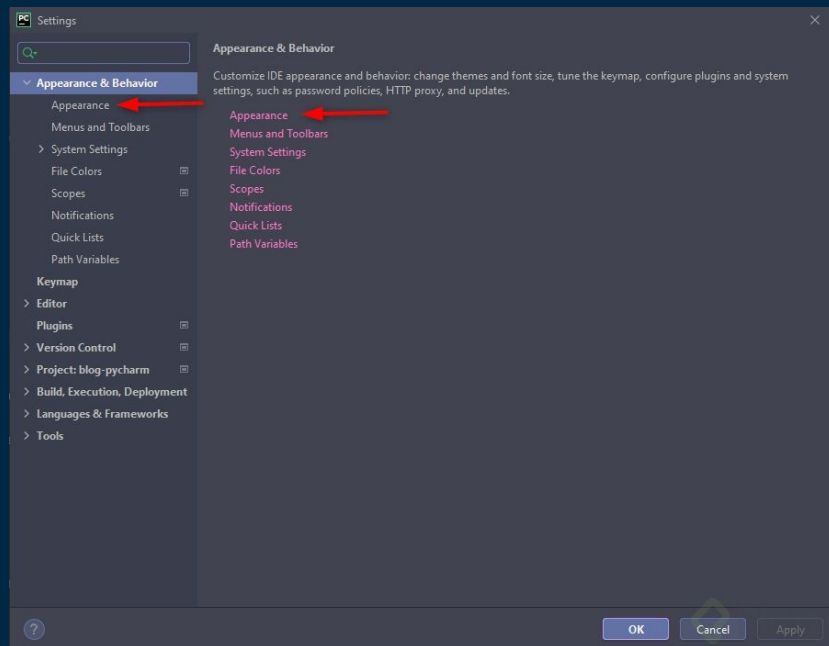 PC Settings
Appearance & Behavior
Appearance
Menus and Toolbars
System Settings
File Colors
Scopes
Notifications
Quick Lists
Path Variables
Keymap
Editor
Plugins
Version Control
Project: blog-pycharm
Build, Execution, Deployment
Languages & Frameworks
Tools
Appearance & Behavior
Customize IDE appearance and behavior: change themes and font size, tune the keymap, configure plugins and system
settings, such as password policies, HTTP proxy, and updates.
Appearance
Menus and Toolbars
System Settings
File Colors
Scopes
Notifications
Quick Lists
Path Variables
?
OK Cancel Apply